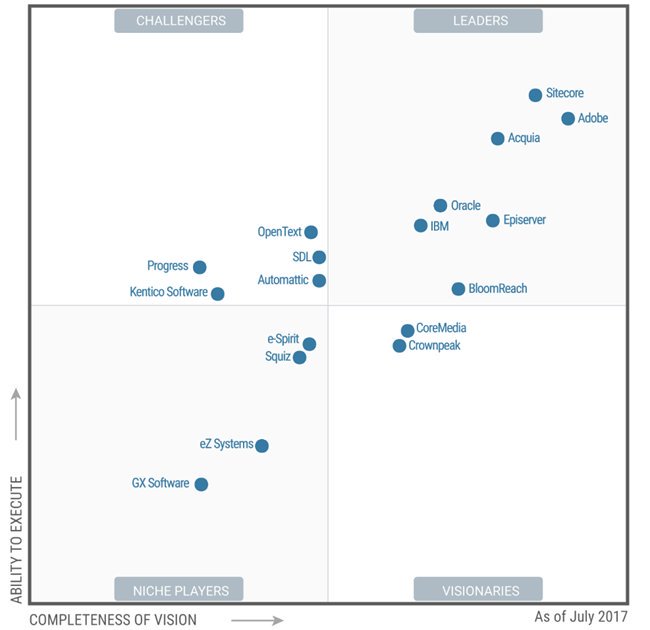 CHALLENGERS
LEADERS
Sitecore
Adobe
Acquia
Oracle
Episerver
IBM
OpenText
SDL
Progress
Automattic
Kentico Software
BloomReach
CoreMedia
e-Spirit
Crownpeak
Squiz
eZ Systems
GX Software
NICHE PLAYERS
VISIONARIES
ABILITY TO EXECUTE
COMPLETENESS OF VISION
As of July 2017